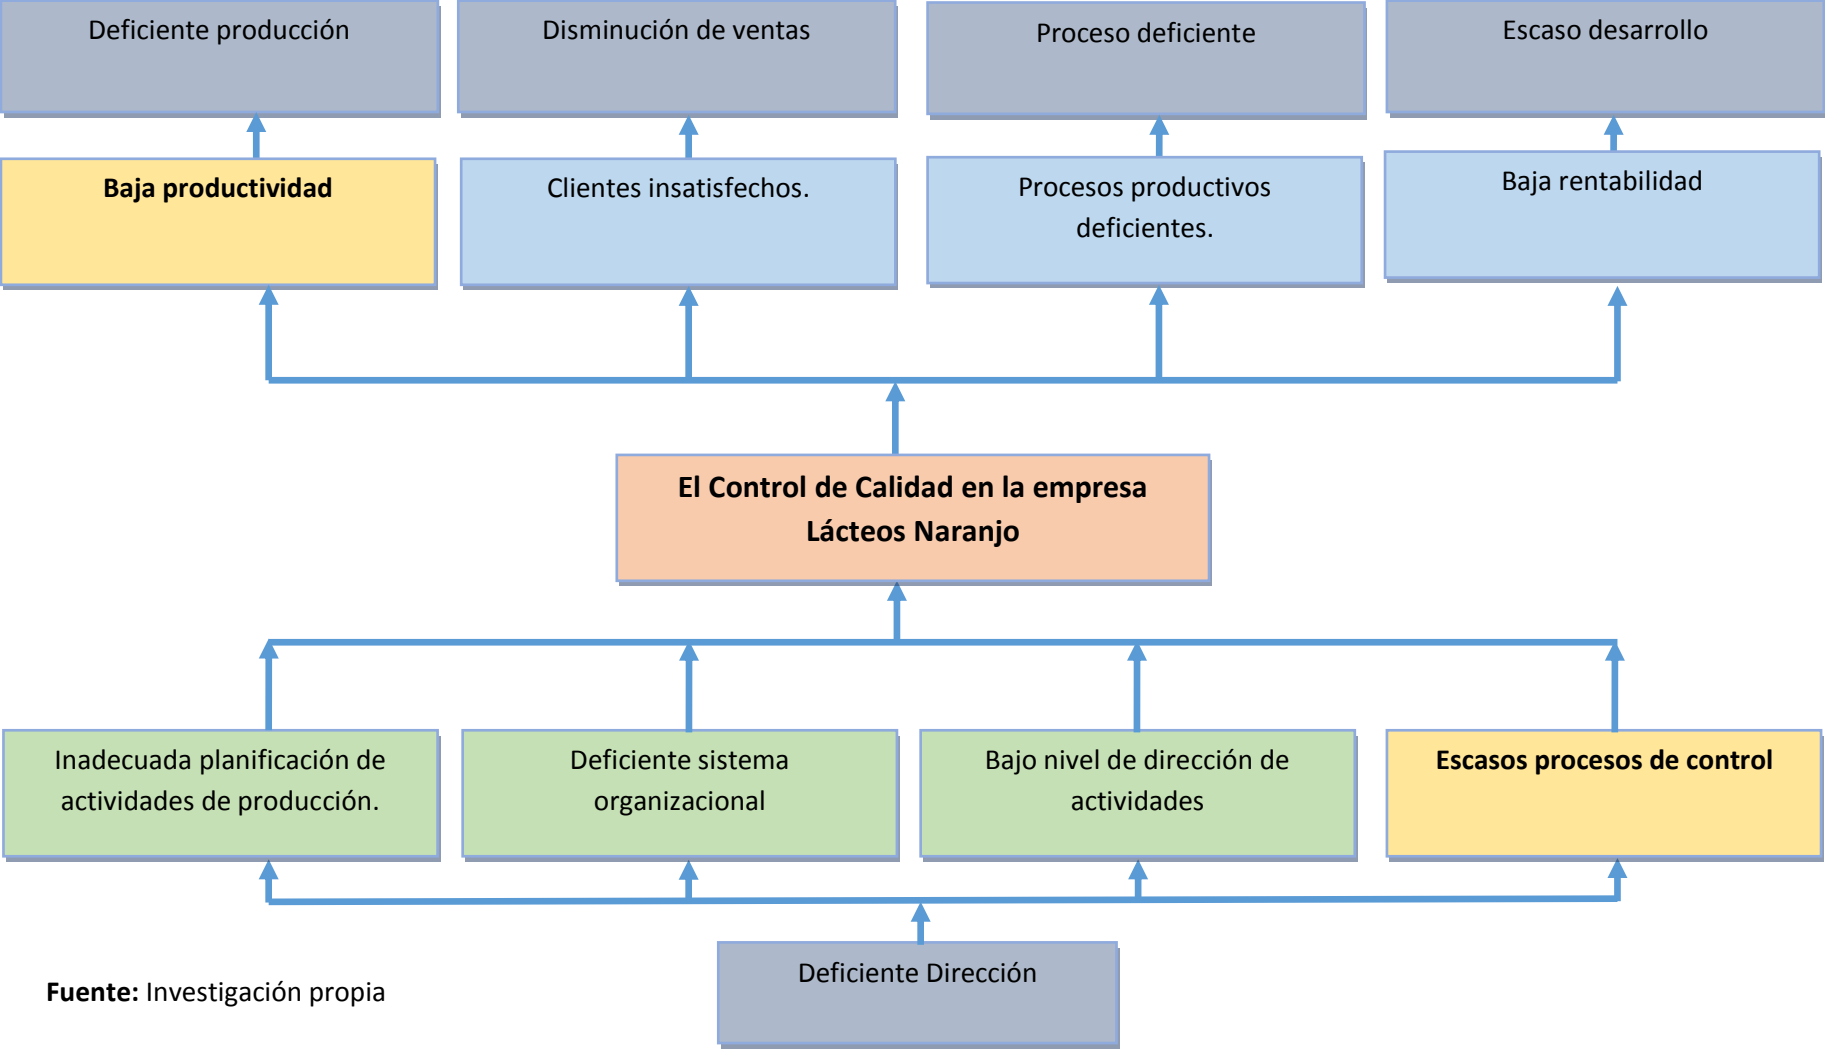 Deficiente producción
Disminución de ventas
Proceso deficiente
Escaso desarrollo
Baja productividad
Clientes insatisfechos.
Procesos productivos
deficientes.
Baja rentabilidad
El Control de Calidad en la empresa
Lácteos Naranjo
Inadecuada planificación de
actividades de producción.
Deficiente sistema
organizacional
Bajo nivel de dirección de
actividades
Escasos procesos de control
Deficiente Dirección
Fuente: Investigación propia